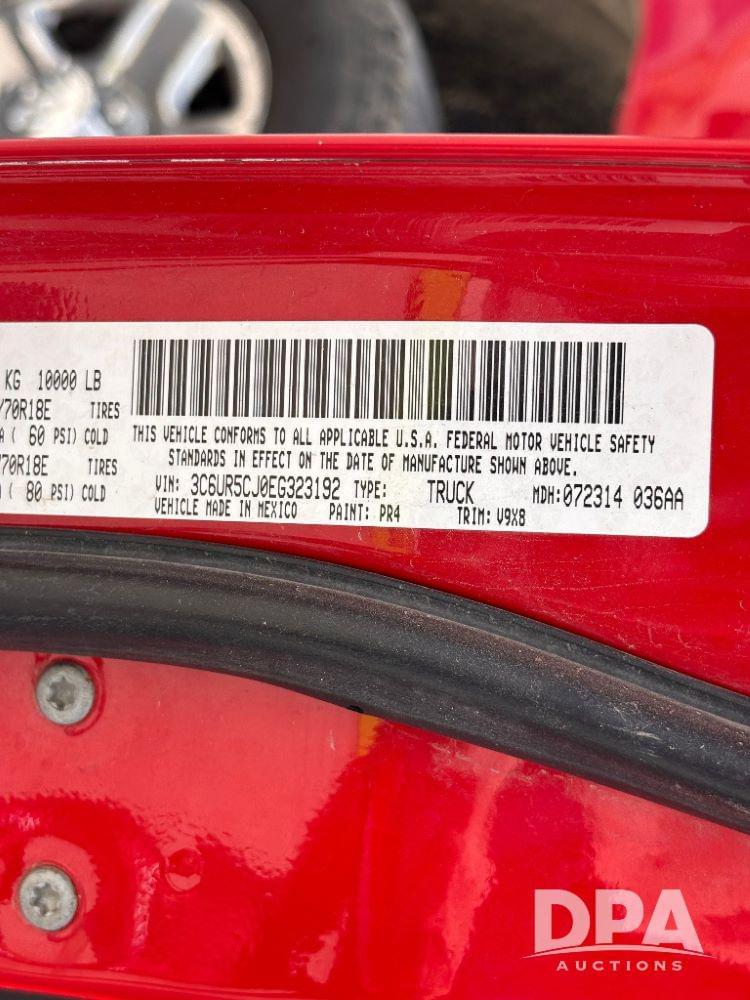 KG 10000 LB
/70R18E TIRES
( 60 PSI) COLD
70R18E TIRES
( 80 PSI) COLD
THIS VEHICLE CONFORMS TO ALL APPLICABLE U.S.A. FEDERAL MOTOR VEHICLE SAFETY
STANDARDS IN EFFECT ON THE DATE OF MANUFACTURE SHOWN ABOVE.
VIN: 3C6UR5CJ0EG323192 TYPE: TRUCK MDH:072314 036AA
VEHICLE MADE IN MEXICO PAINT: PR4 TRIM: V9X8
DPA
AUCTIONS